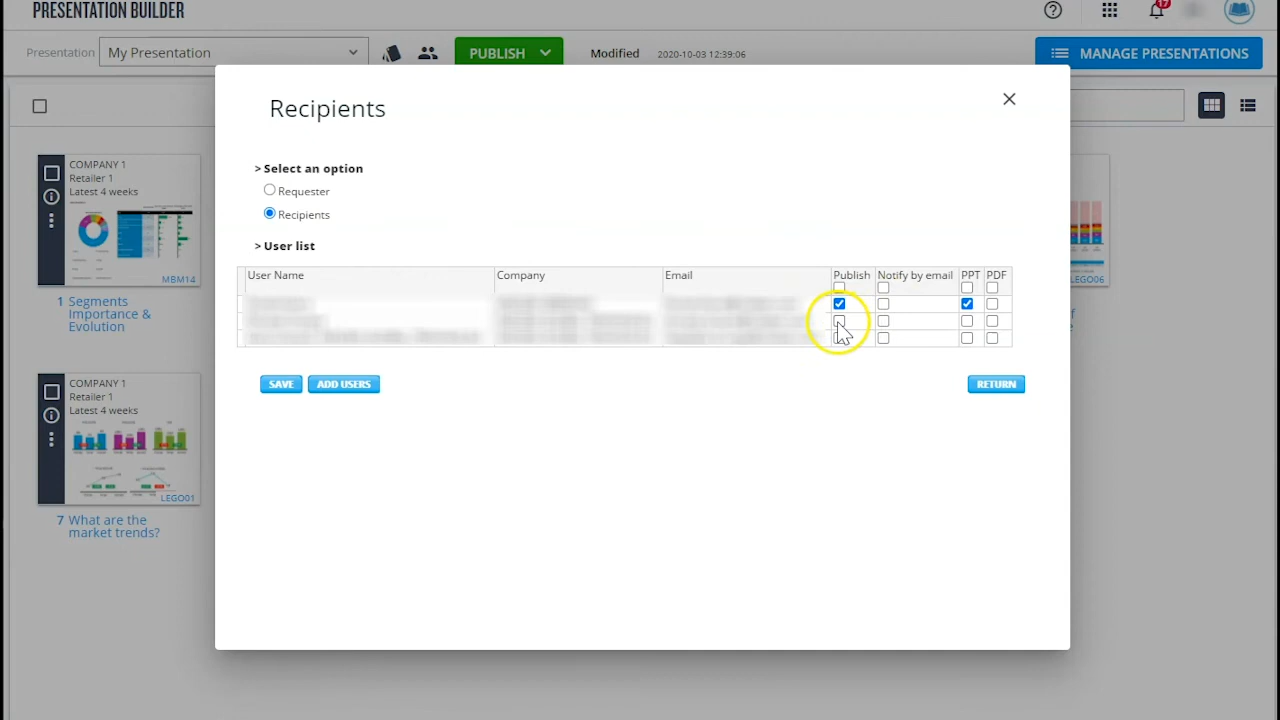 PRESENTATION BUILDER
17
Presentation My Presentation PUBLISH Modified 2020-10-03 12:39:06 MANAGE PRESENTATIONS
Recipients
> Select an option
Requester
Recipients
> User list
User Name Company Email Publish Notify by email PPT PDF
SAVE ADD USERS RETURN
COMPANY 1
Retailer 1
Latest 4 weeks
MBM14
1 Segments
Importance &
Evolution
LEGO06
COMPANY 1
Retailer 1
Latest 4 weeks
LEGO01
7 What are the
market trends?